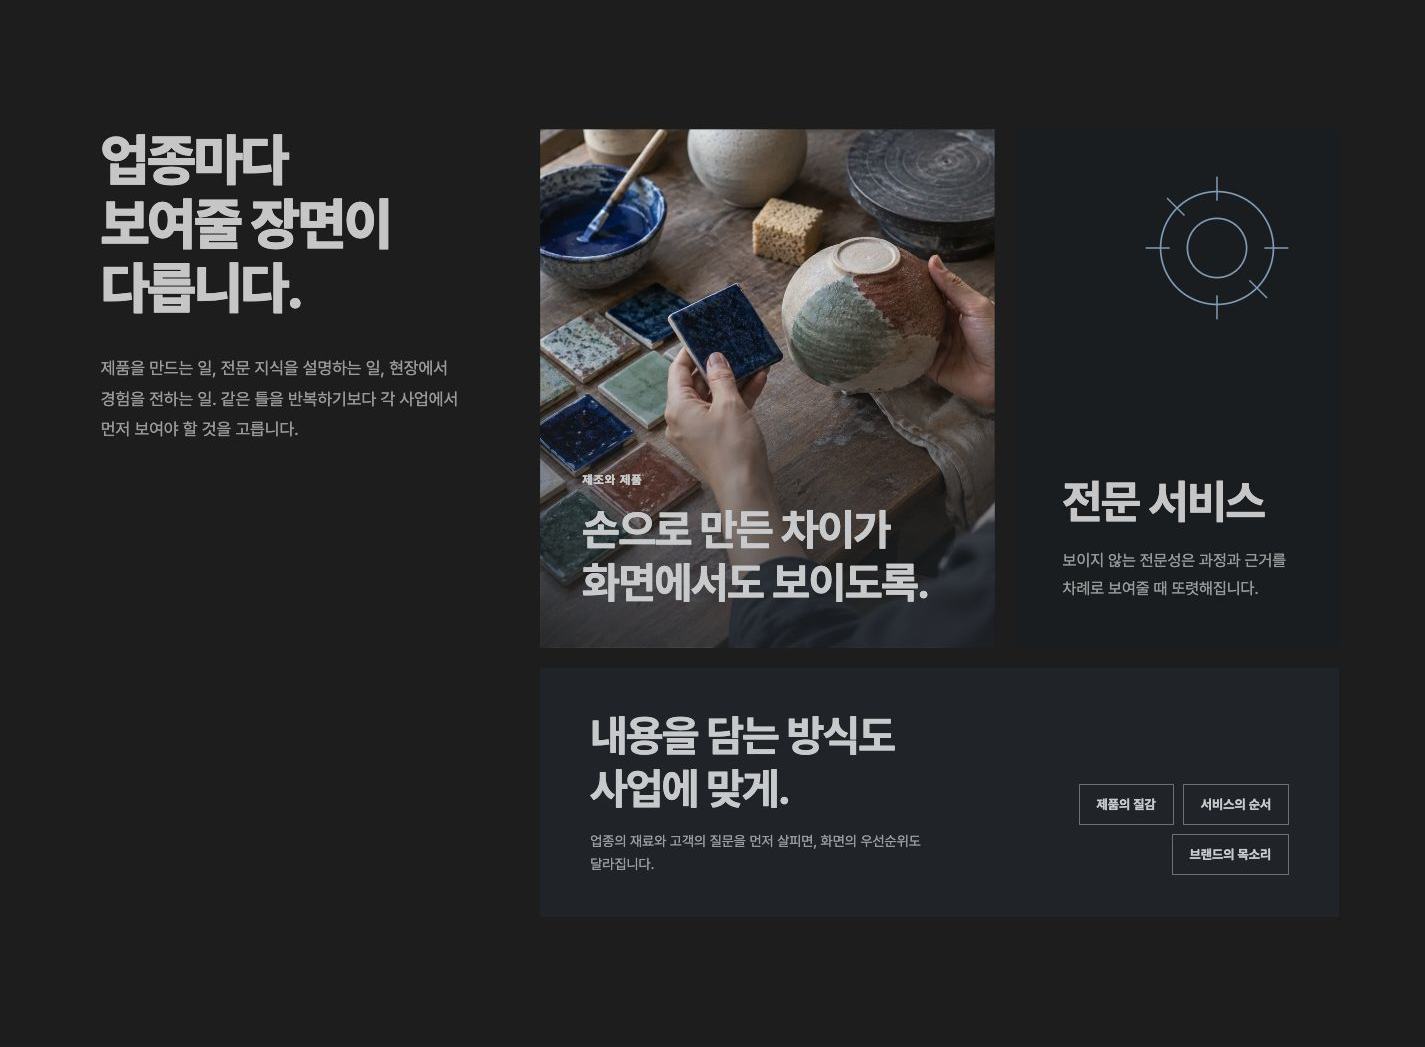 업종마다
보여줄 장면이
다릅니다.
제품을 만드는 일, 전문 지식을 설명하는 일, 현장에서
경험을 전하는 일. 같은 틀을 반복하기보다 각 사업에서
먼저 보여야 할 것을 고릅니다.
제조와 제품
손으로 만든 차이가
화면에서도 보이도록.
전문 서비스
보이지 않는 전문성은 과정과 근거를
차례로 보여줄 때 또렷해집니다.
내용을 담는 방식도
사업에 맞게.
업종의 재료와 고객의 질문을 먼저 살피면, 화면의 우선순위도
달라집니다.
제품의 질감
서비스의 순서
브랜드의 목소리